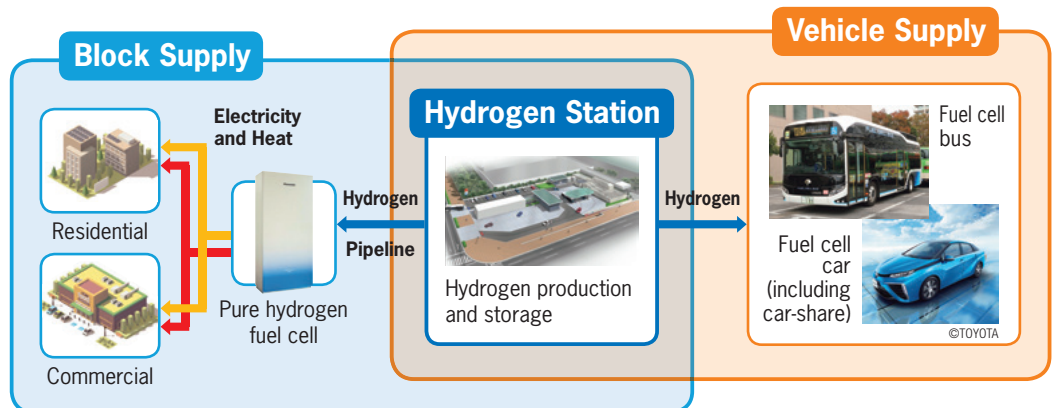 Block Supply
Vehicle Supply
Hydrogen Station
Electricity
and Heat
Residential
Commercial
Pure hydrogen
fuel cell
Hydrogen
Pipeline
Hydrogen production
and storage
Hydrogen
Fuel cell
bus
Fuel cell
car
(including
car-share)
©TOYOTA